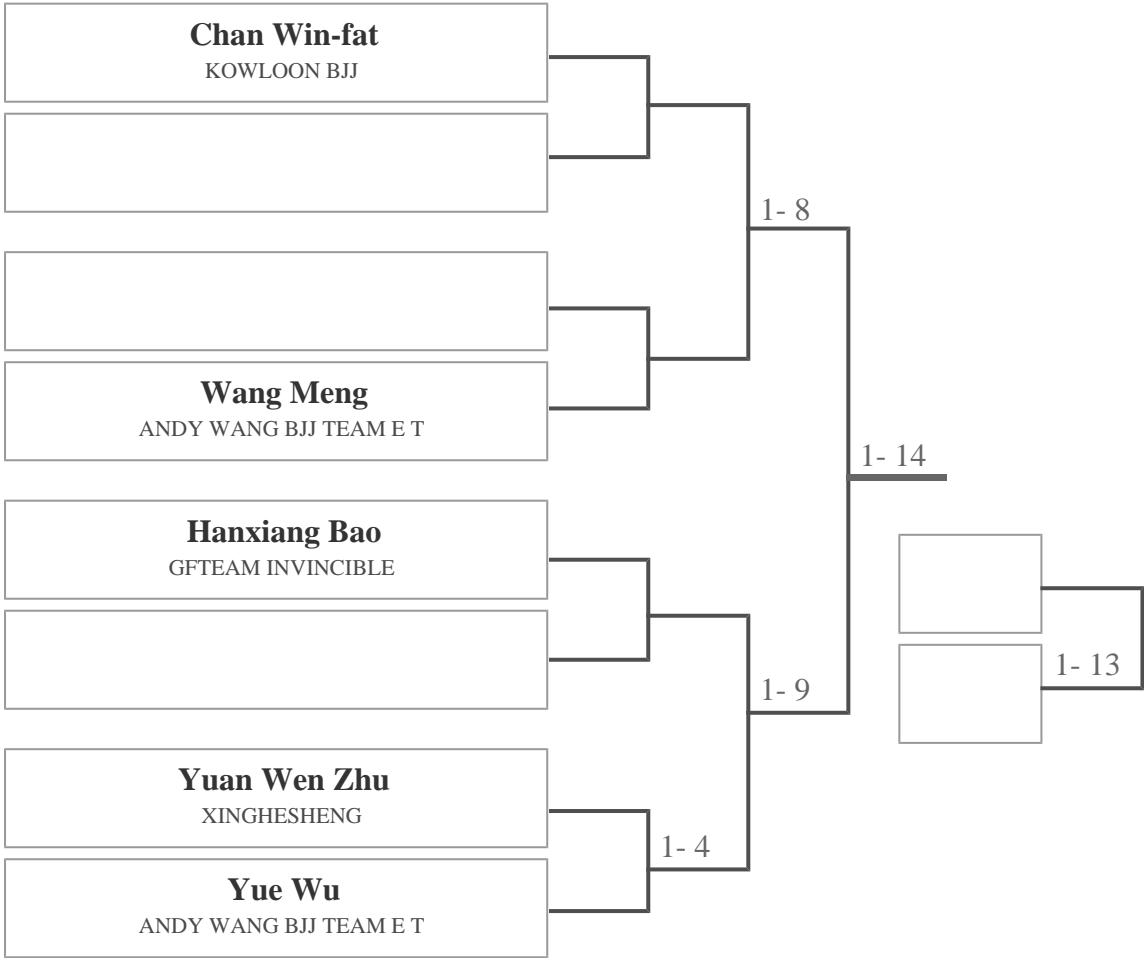 Chan Win-fat
KOWLOON BJJ
1- 8
Wang Meng
ANDY WANG BJJ TEAM E T
1- 14
Hanxiang Bao
GFTEAM INVINCIBLE
1- 13
1- 9
Yuan Wen Zhu
XINGHESHENG
1- 4
Yue Wu
ANDY WANG BJJ TEAM E T